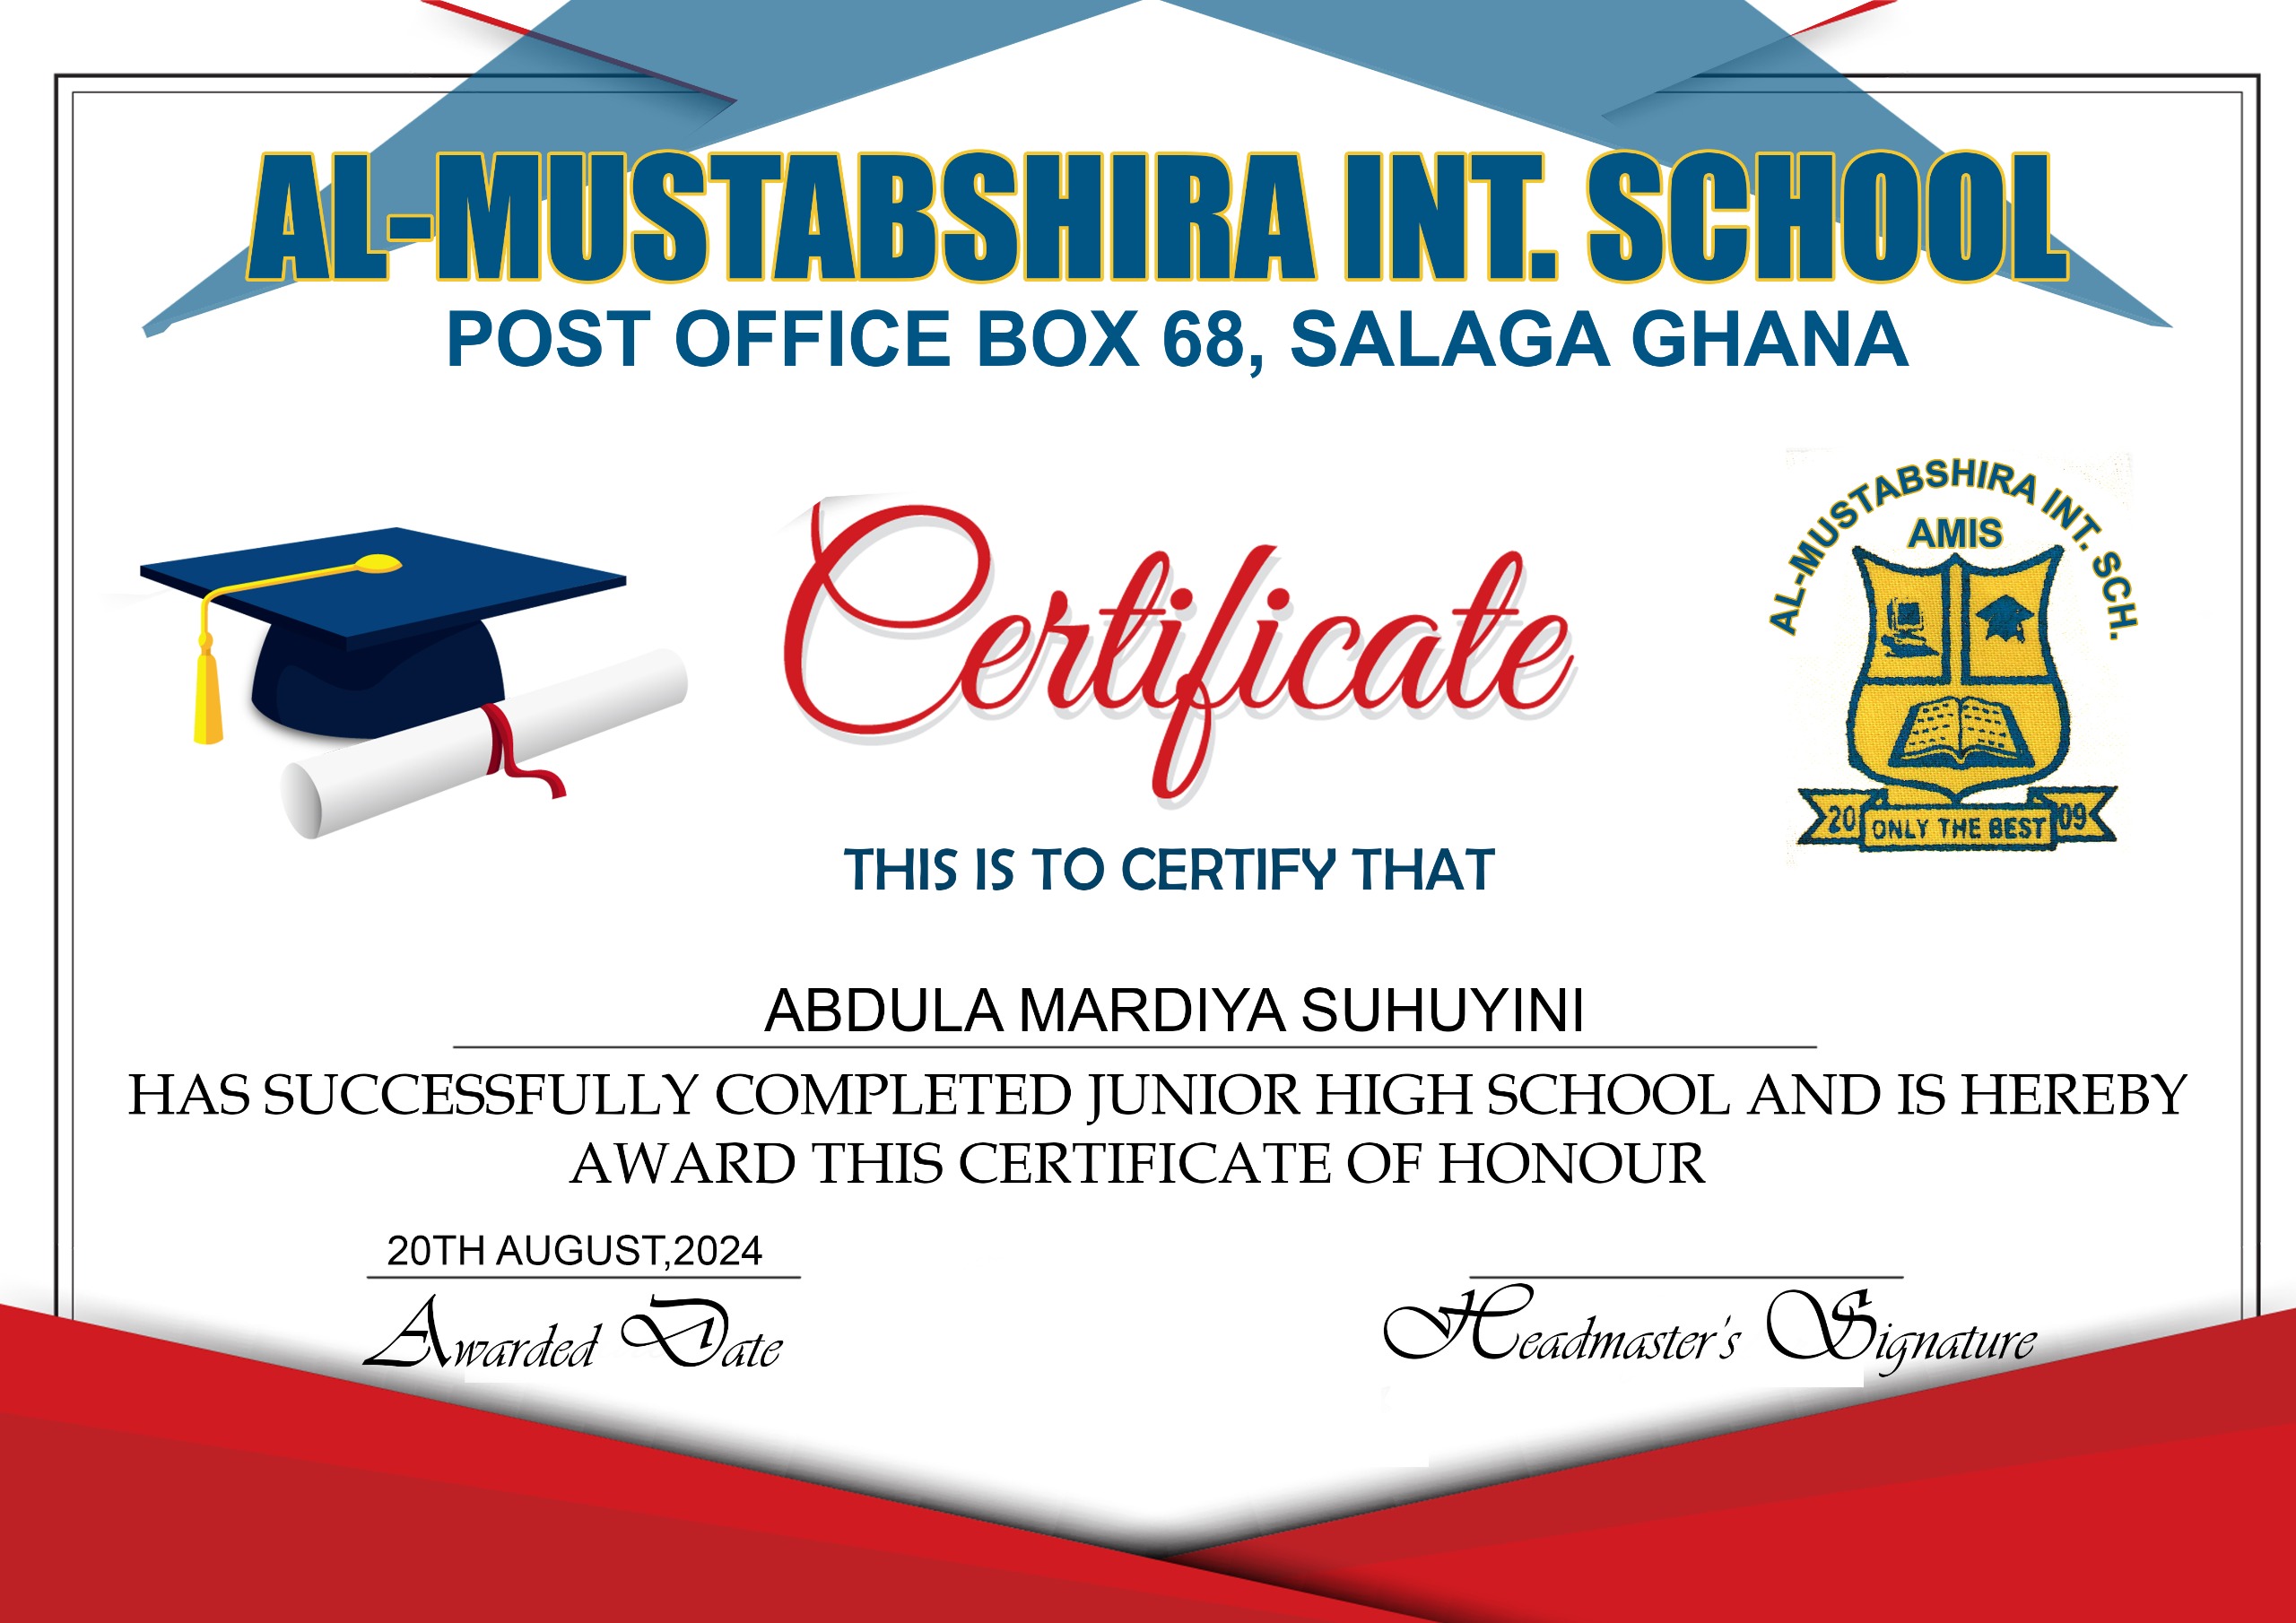 AL-MUSTABSHIRA INT. SCHOOL
POST OFFICE BOX 68, SALAGA GHANA
AL-MUSTABSHIRA INT. SCH.
AMIS
20 ONLY THE BEST 09
Certificate
THIS IS TO CERTIFY THAT
ABDULA MARDIYA SUHUYINI
HAS SUCCESSFULLY COMPLETED JUNIOR HIGH SCHOOL AND IS HEREBY
AWARD THIS CERTIFICATE OF HONOUR
20TH AUGUST,2024
Awarded Date
Headmaster's Signature